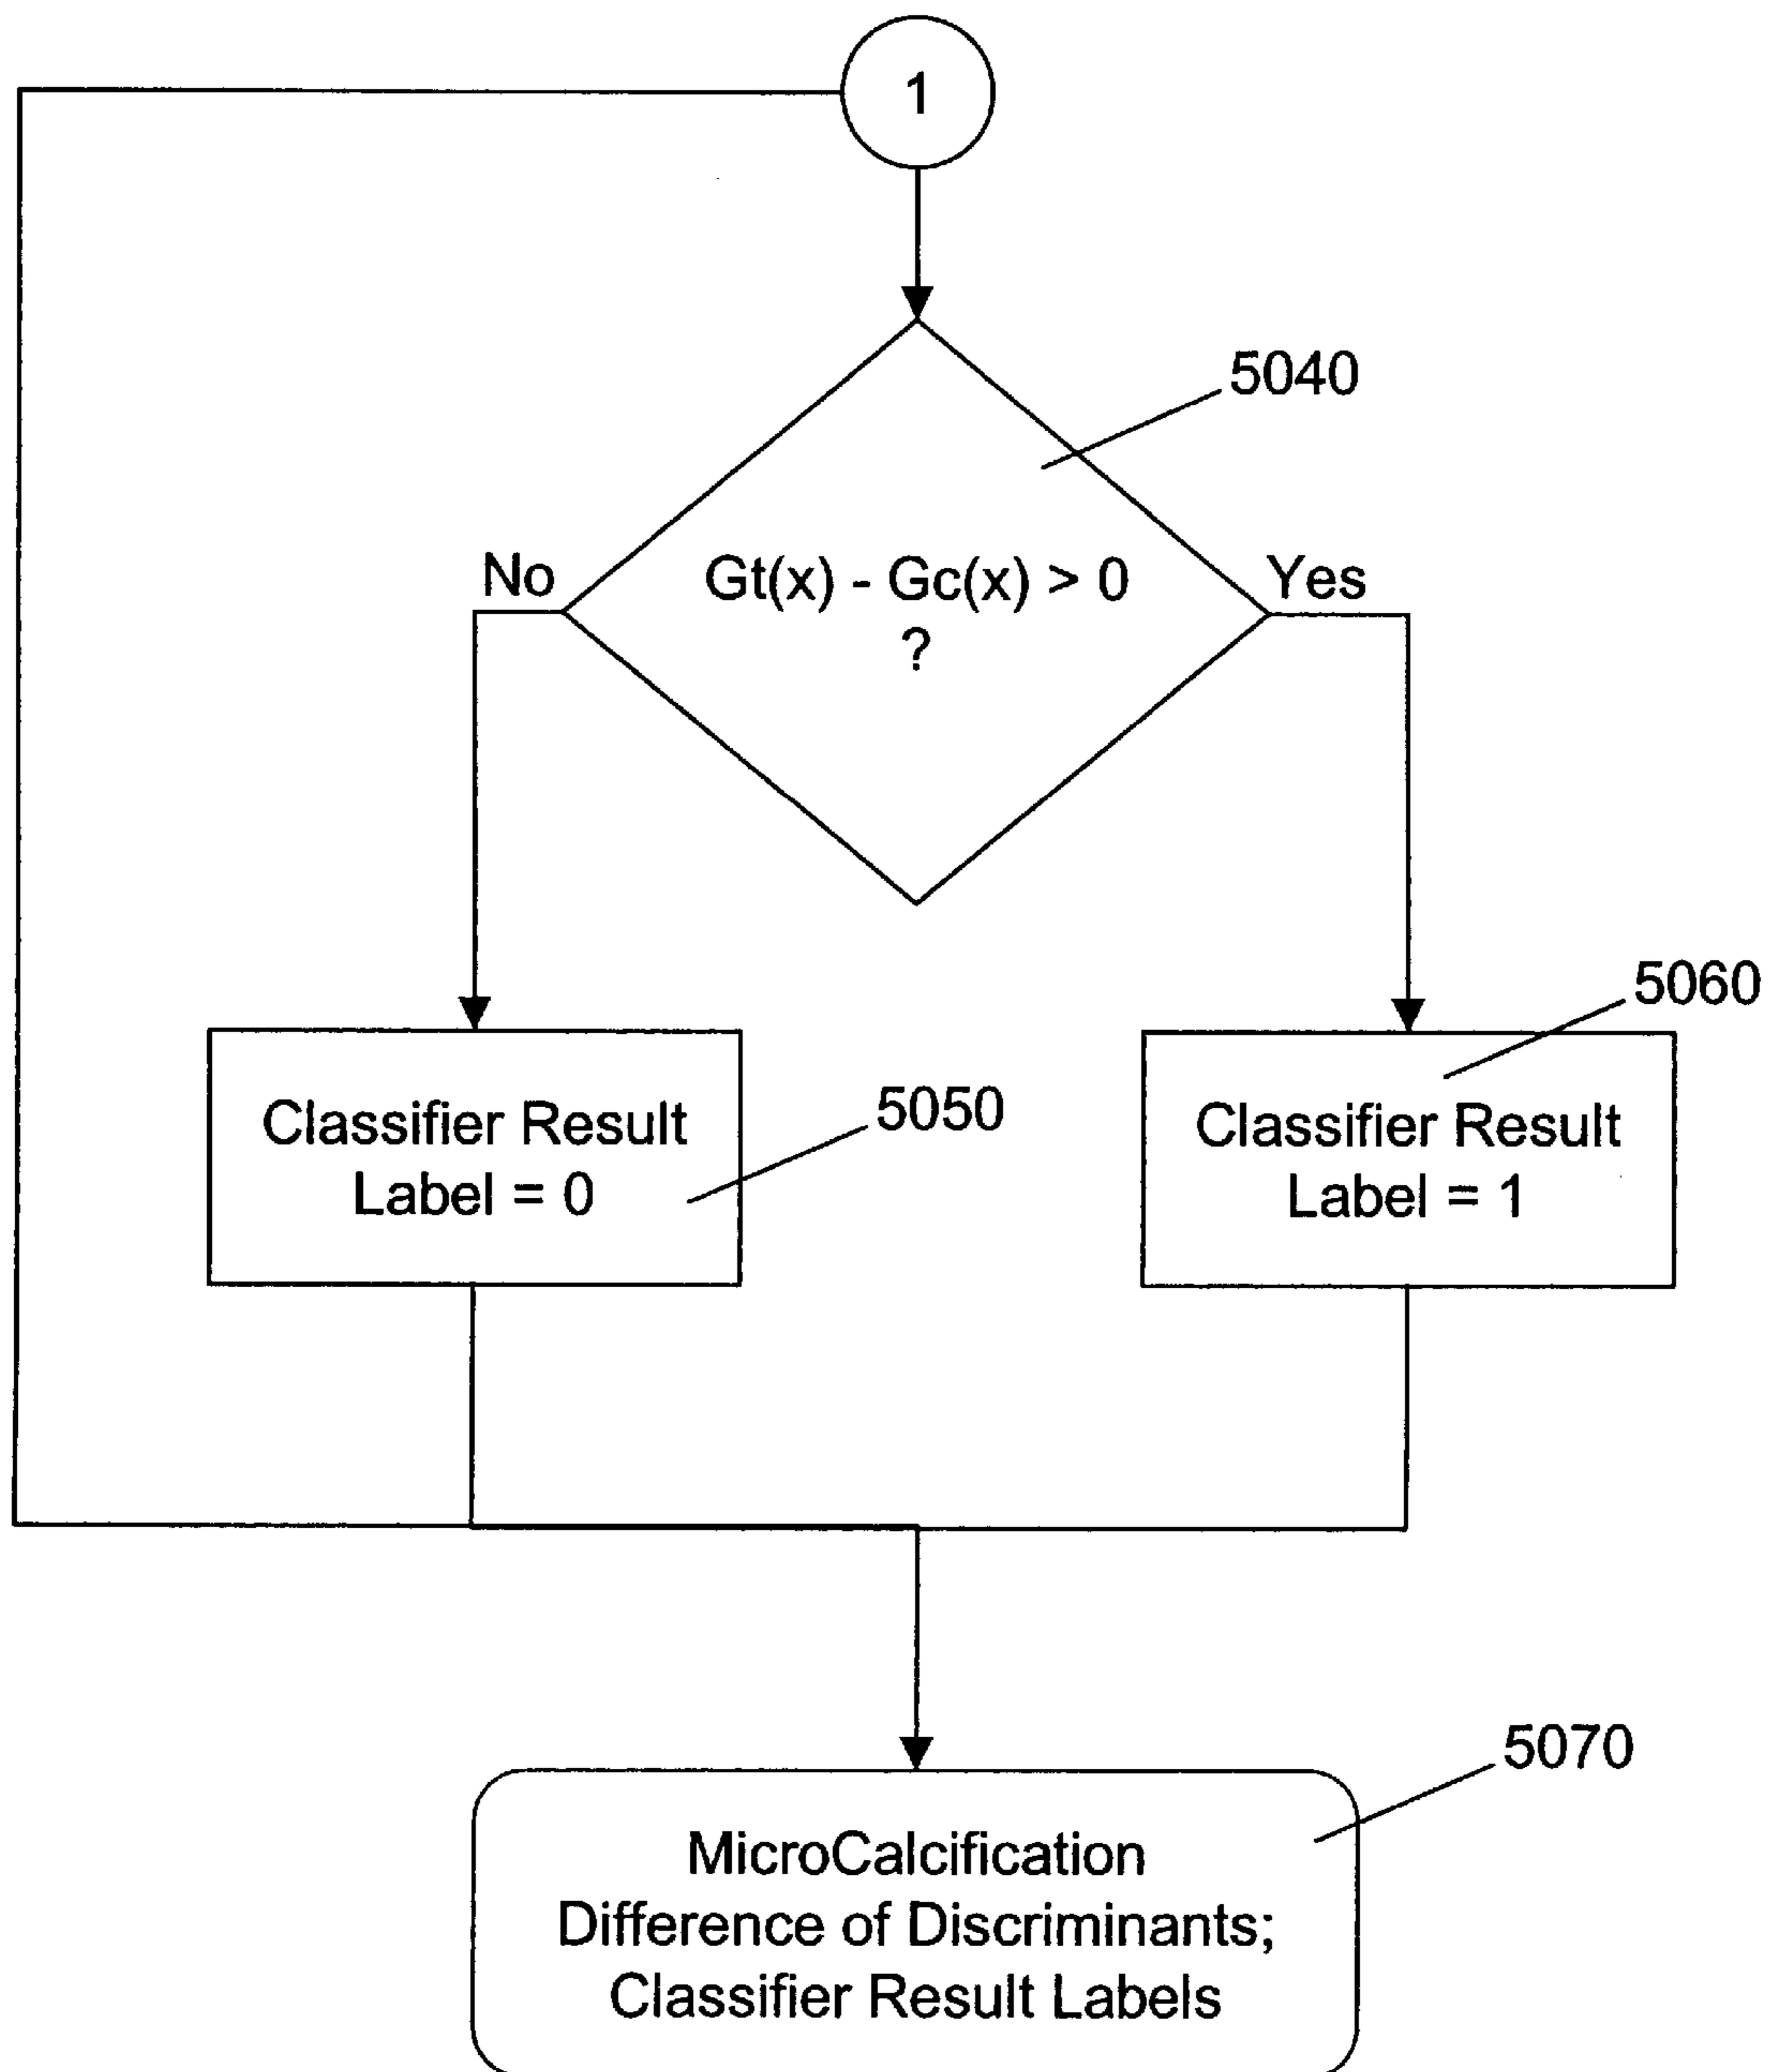 1
5040
No
Gt(x) - Gc(x) > 0
?
Yes
5060
Classifier Result
Label = 0
5050
Classifier Result
Label = 1
5070
MicroCalcification
Difference of Discriminants;
Classifier Result Labels